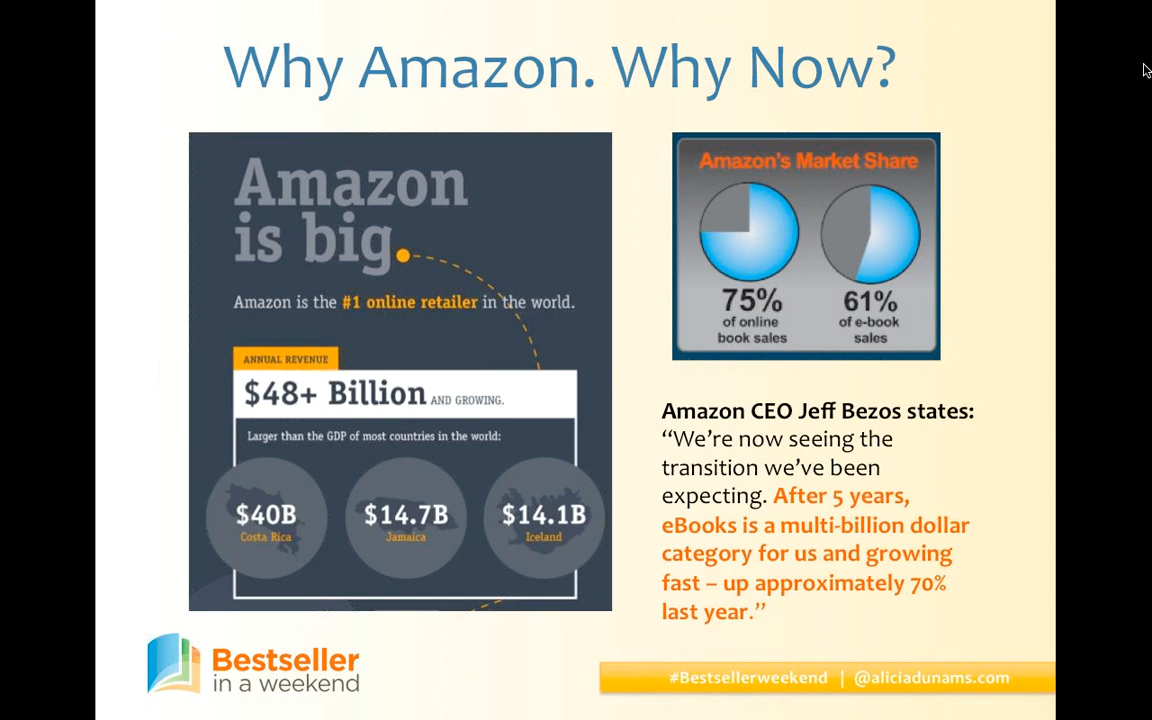 Why Amazon. Why Now?
Amazon
is big.
Amazon is the #1 online retailer in the world.
ANNUAL REVENUE
$48+ Billion AND GROWING.
Larger than the GDP of most countries in the world:
$40B
Costa Rica
$14.7B
Jamaica
$14.1B
Iceland
Amazon's Market Share
75%
of online
book sales
61%
of e-book
sales
Amazon CEO Jeff Bezos states:
“We’re now seeing the
transition we’ve been
expecting. After 5 years,
eBooks is a multi-billion dollar
category for us and growing
fast – up approximately 70%
last year.”
Bestseller
in a weekend
#Bestsellerweekend | @aliciadunams.com